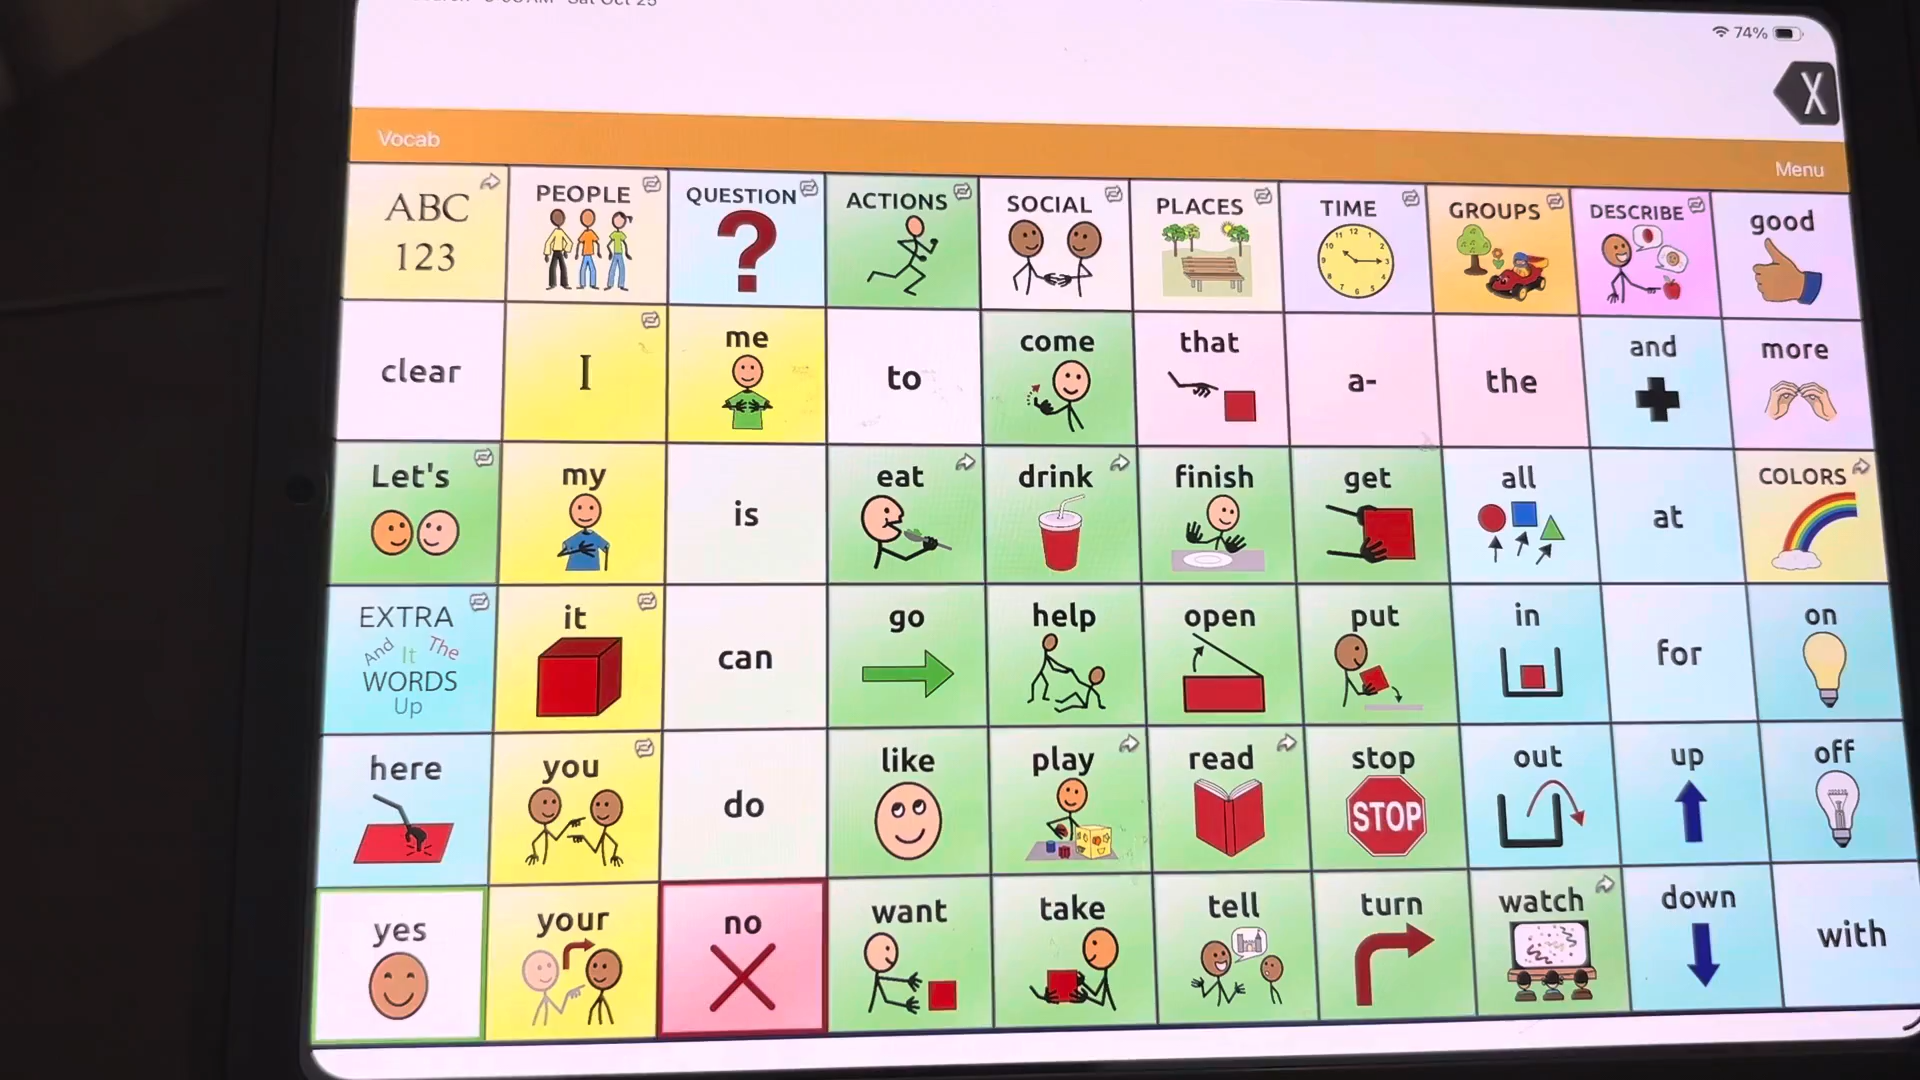 Sat Oct 25
74%
X
Vocab
Menu
ABC 123
PEOPLE
QUESTION
ACTIONS
SOCIAL
PLACES
TIME
GROUPS
DESCRIBE
good
clear
I
me
to
come
that
a-
the
and
more
Let's
my
is
eat
drink
finish
get
all
at
COLORS
EXTRA
And It The
WORDS
Up
it
can
go
help
open
put
in
for
on
here
you
do
like
play
read
stop
STOP
out
up
off
yes
your
no
want
take
tell
turn
watch
down
with